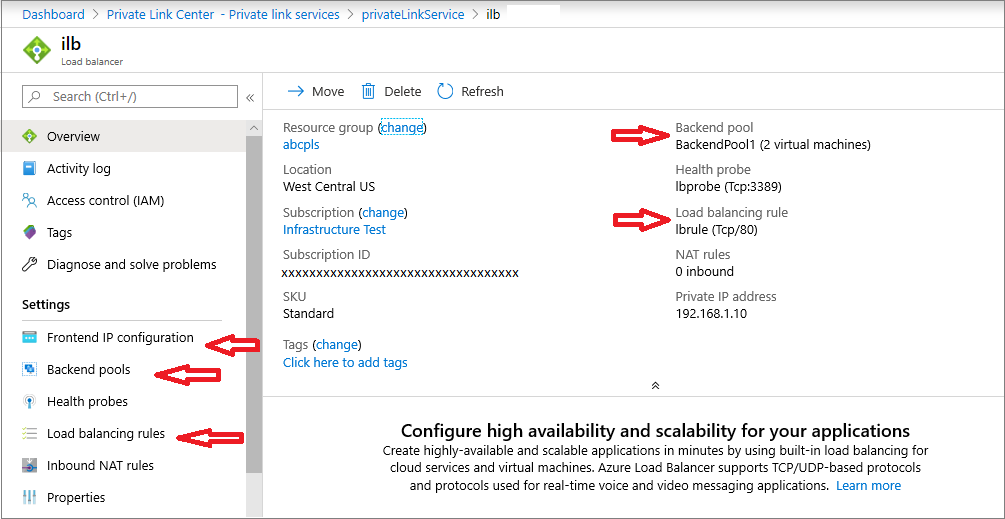 Dashboard > Private Link Center - Private link services > privateLinkService > ilb
ilb
Load balancer
Search (Ctrl+/)
«
Overview
Activity log
Access control (IAM)
Tags
Diagnose and solve problems
Settings
Frontend IP configuration
Backend pools
Health probes
Load balancing rules
Inbound NAT rules
Properties
Move Delete Refresh
Resource group (change)
abcpls
Location
West Central US
Subscription (change)
Infrastructure Test
Subscription ID
xxxxxxxxxxxxxxxxxxxxxxxxxxxxxxxxxx
SKU
Standard
Tags (change)
Click here to add tags
Backend pool
BackendPool1 (2 virtual machines)
Health probe
lbprobe (Tcp:3389)
Load balancing rule
lbrule (Tcp/80)
NAT rules
0 inbound
Private IP address
192.168.1.10
Configure high availability and scalability for your applications
Create highly-available and scalable applications in minutes by using built-in load balancing for
cloud services and virtual machines. Azure Load Balancer supports TCP/UDP-based protocols
and protocols used for real-time voice and video messaging applications. Learn more